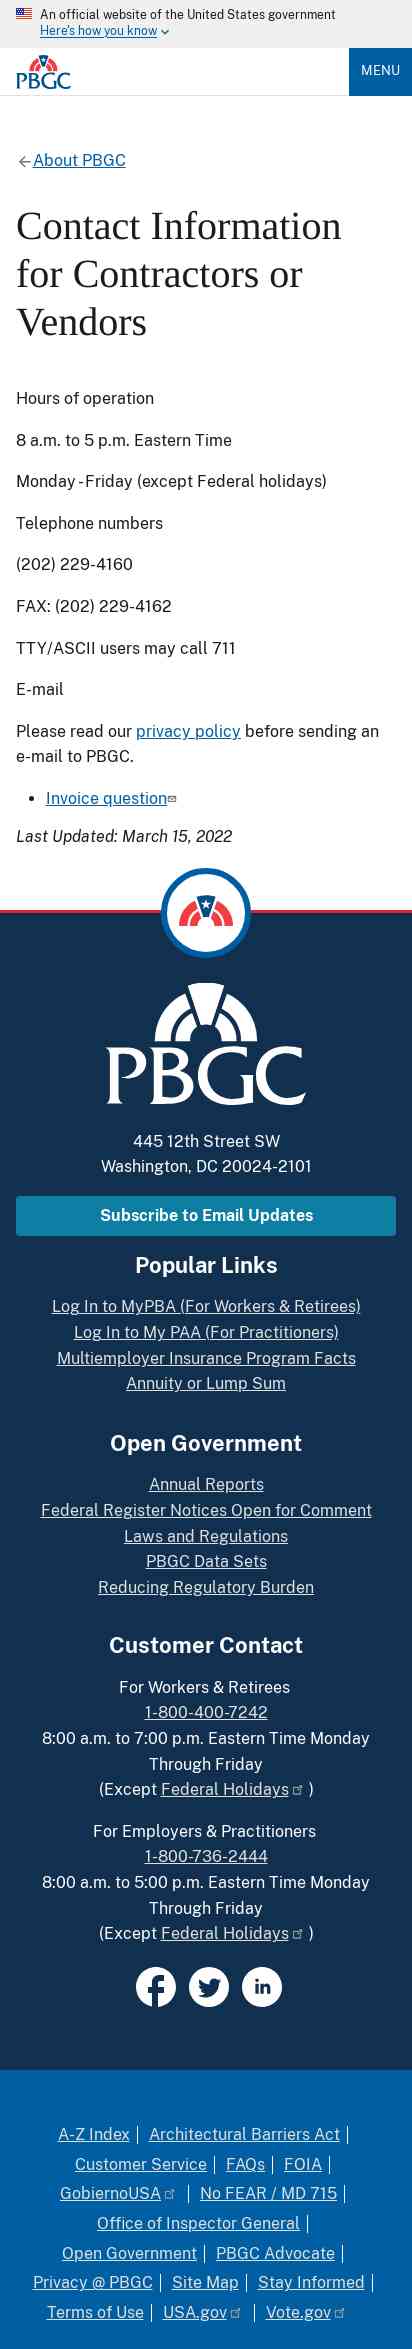 An official website of the United States government
Here's how you know
PBGC
MENU
About PBGC
Contact Information
for Contractors or
Vendors
Hours of operation
8 a.m. to 5 p.m. Eastern Time
Monday - Friday (except Federal holidays)
Telephone numbers
(202) 229-4160
FAX: (202) 229-4162
TTY/ASCII users may call 711
E-mail
Please read our privacy policy before sending an
e-mail to PBGC.
• Invoice question
Last Updated: March 15, 2022
PBGC
445 12th Street SW
Washington, DC 20024-2101
Subscribe to Email Updates
Popular Links
Log In to MyPBA (For Workers & Retirees)
Log In to My PAA (For Practitioners)
Multiemployer Insurance Program Facts
Annuity or Lump Sum
Open Government
Annual Reports
Federal Register Notices Open for Comment
Laws and Regulations
PBGC Data Sets
Reducing Regulatory Burden
Customer Contact
For Workers & Retirees
1-800-400-7242
8:00 a.m. to 7:00 p.m. Eastern Time Monday
Through Friday
(Except Federal Holidays )
For Employers & Practitioners
1-800-736-2444
8:00 a.m. to 5:00 p.m. Eastern Time Monday
Through Friday
(Except Federal Holidays )
A-Z Index | Architectural Barriers Act |
Customer Service | FAQs | FOIA |
GobiernoUSA | No FEAR / MD 715 |
Office of Inspector General |
Open Government | PBGC Advocate |
Privacy @ PBGC | Site Map | Stay Informed |
Terms of Use | USA.gov | Vote.gov